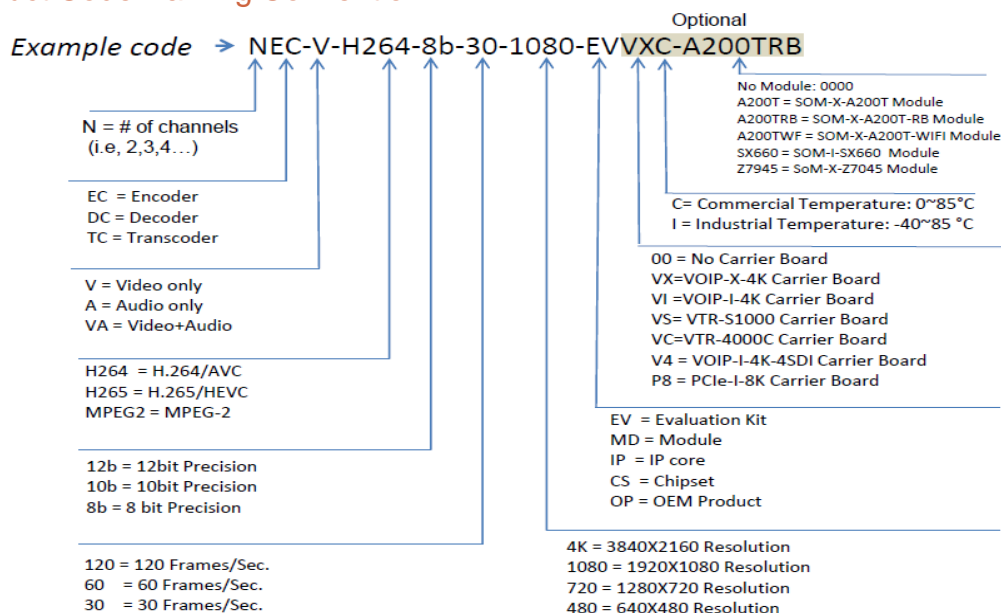 Optional
Example code → NEC-V-H264-8b-30-1080-EVVXC-A200TRB
No Module: 0000
A200T = SOM-X-A200T Module
A200TRB = SOM-X-A200T-RB Module
A200TWF = SOM-X-A200T-WIFI Module
SX660 = SOM-I-SX660 Module
Z7945 = SoM-X-Z7045 Module
N = # of channels
(i.e, 2,3,4...)
C= Commercial Temperature: 0~85°C
I = Industrial Temperature: -40~85 °C
EC = Encoder
DC = Decoder
TC = Transcoder
00 = No Carrier Board
VX=VOIP-X-4K Carrier Board
VI =VOIP-I-4K Carrier Board
VS= VTR-S1000 Carrier Board
VC=VTR-4000C Carrier Board
V4 = VOIP-I-4K-4SDI Carrier Board
P8 = PCIe-I-8K Carrier Board
V = Video only
A = Audio only
VA = Video+Audio
H264 = H.264/AVC
H265 = H.265/HEVC
MPEG2 = MPEG-2
EV = Evaluation Kit
MD = Module
IP = IP core
CS = Chipset
OP = OEM Product
12b = 12bit Precision
10b = 10bit Precision
8b = 8 bit Precision
4K = 3840X2160 Resolution
1080 = 1920X1080 Resolution
720 = 1280X720 Resolution
480 = 640X480 Resolution
120 = 120 Frames/Sec.
60 = 60 Frames/Sec.
30 = 30 Frames/Sec.